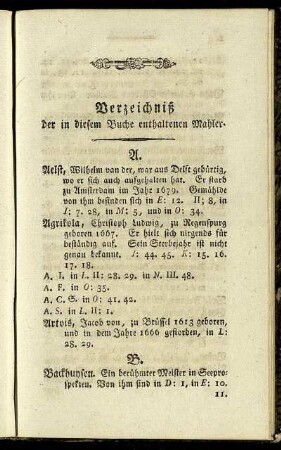 Verzeichniß
der in diesem Buche enthaltenen Mahler.
A.
Aelst, Wilhelm van der, war aus Delft gebürtig,
wo er sich auch aufgehalten hat. Er starb
zu Amsterdam im Jahr 1679. Gemählde
von ihm befinden sich in E: 12. H; 8, in
I; 7. 28, in M: 5, und in O: 34.
Agrikola, Christoph Ludwig, zu Regenspurg
geboren 1667. Er hielt sich nirgends für
beständig auf. Sein Sterbejahr ist nicht
genau bekannt. I: 44. 45. K: 15. 16.
17. 18.
A. I. in L. II: 28. 29. in N. III. 48.
A. F. in O: 35.
A. C. S. in O: 41. 42.
A. S. in L. II: 1.
Artois, Jacob von, zu Brüssel 1613 geboren,
und in dem Jahre 1666 gestorben, in L:
28. 29.
B.
Backhuysen. Ein berühmter Meister in Seepro-
spekten. Von ihm sind in D: 1, in E: 10.
11.